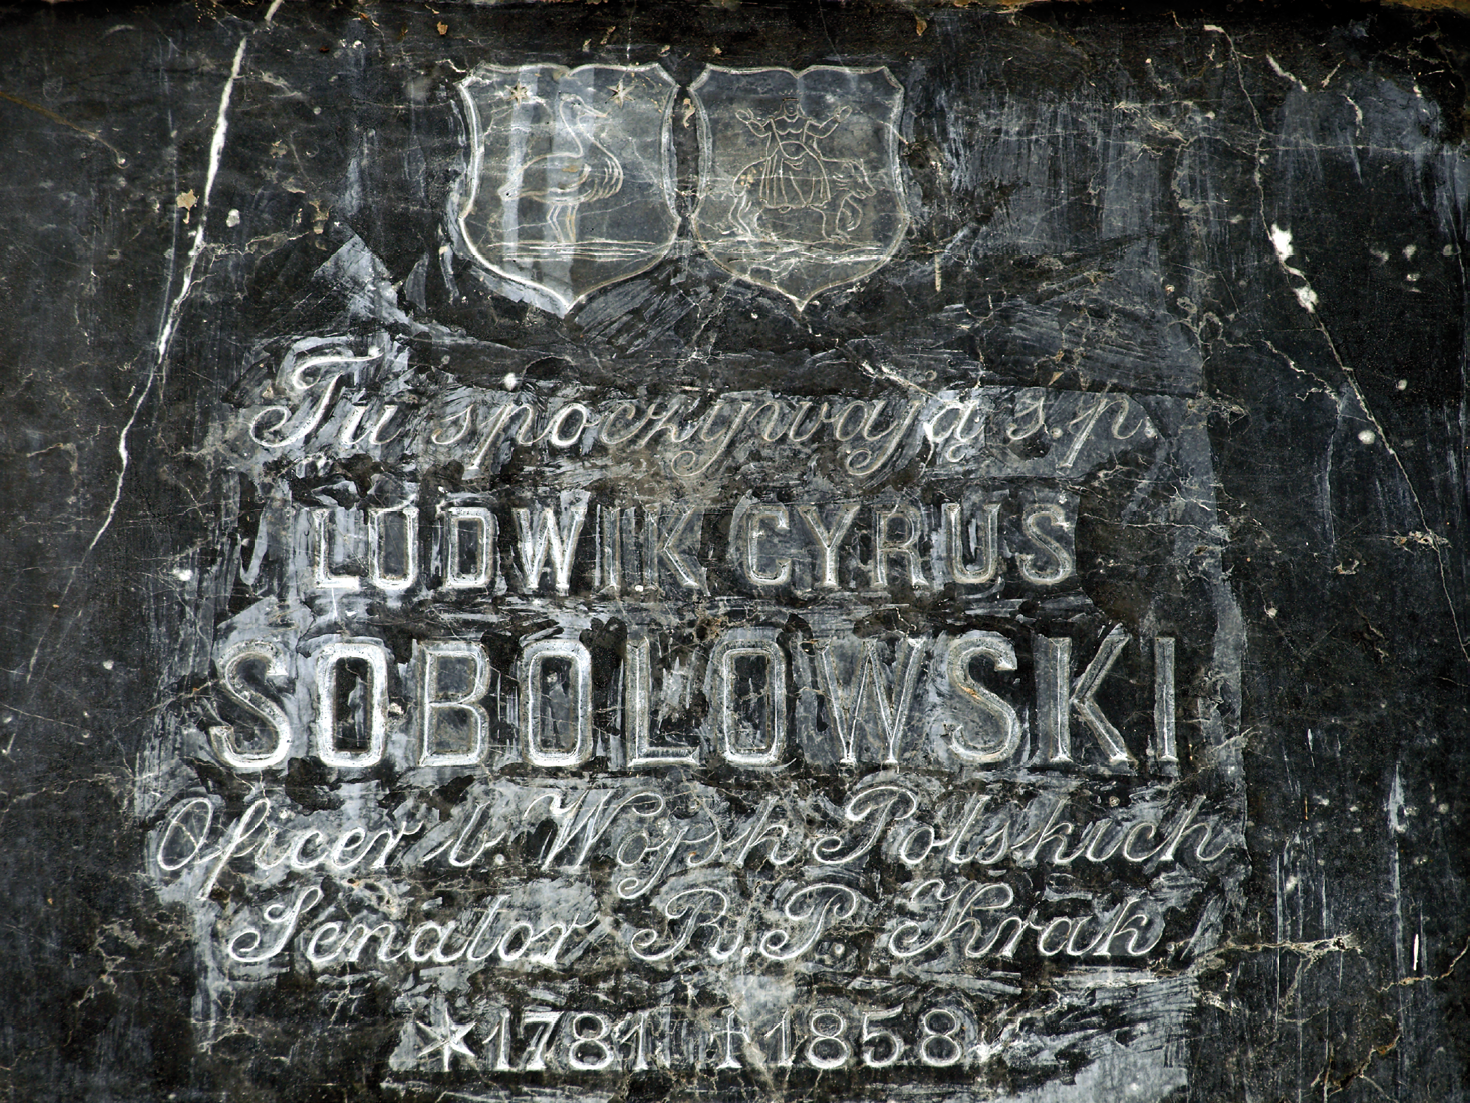 Tu spoczywają ś.p.
LUDWIK CYRUS
SOBOLOWSKI
Oficer b Wojsk Polskich
Senator R.P. Krak.
*1781 †1858